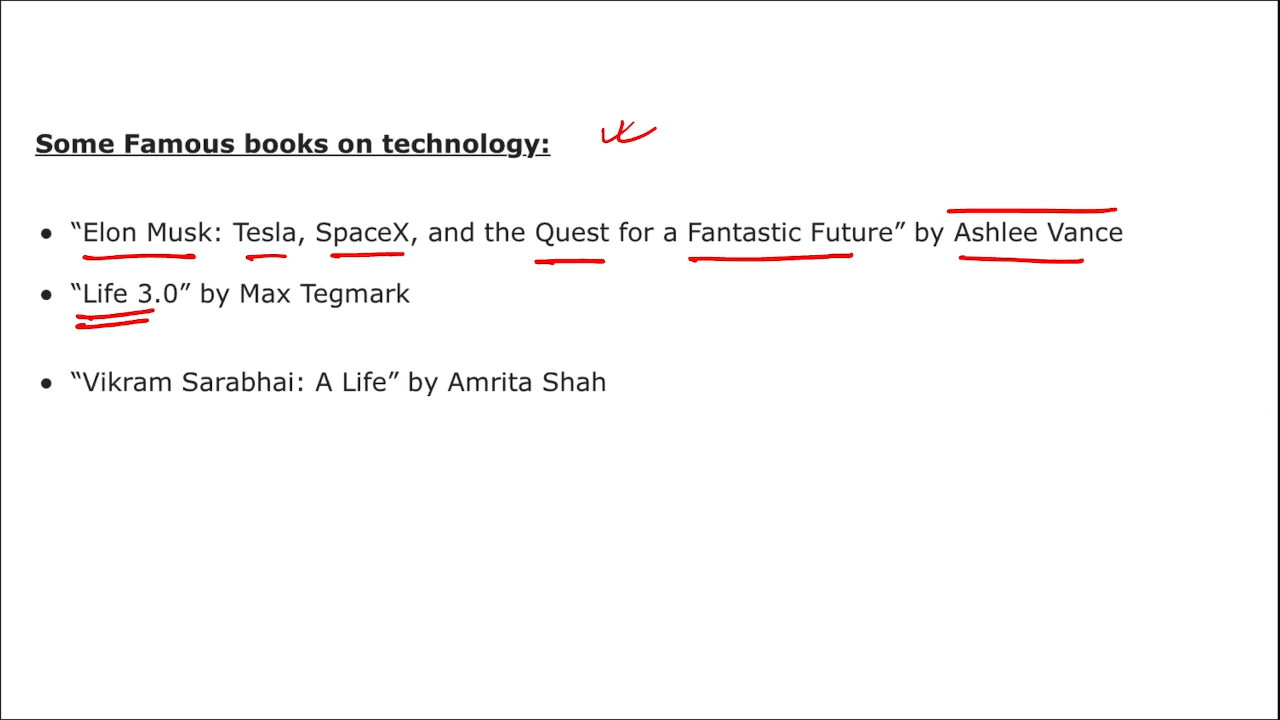 Some Famous books on technology:
• “Elon Musk: Tesla, SpaceX, and the Quest for a Fantastic Future” by Ashlee Vance
• “Life 3.0” by Max Tegmark
• “Vikram Sarabhai: A Life” by Amrita Shah